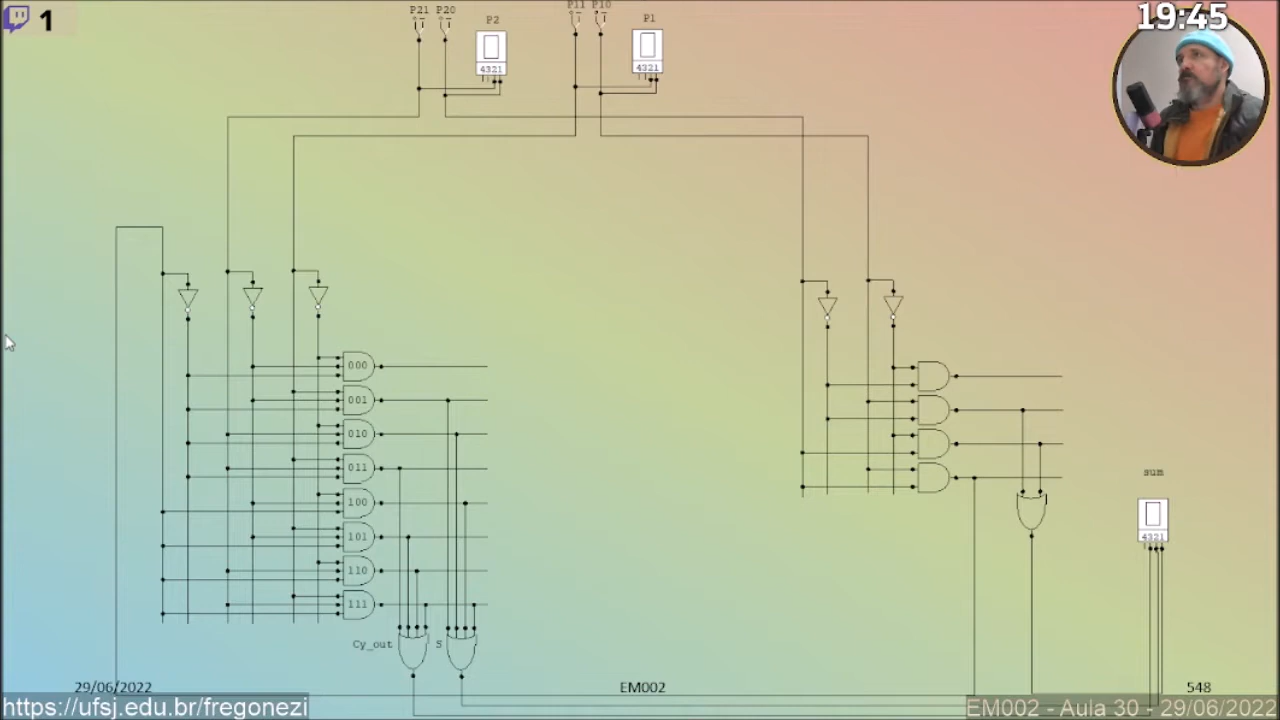 1
P21 P20
P2
P11 P10
P1
19:45
4321
4321
000
001
010
011
100
101
110
111
Cy_out
S
sum
4321
29/06/2022
EM002
548
https://ufsj.edu.br/fregonezi
EM002 - Aula 30 - 29/06/2022